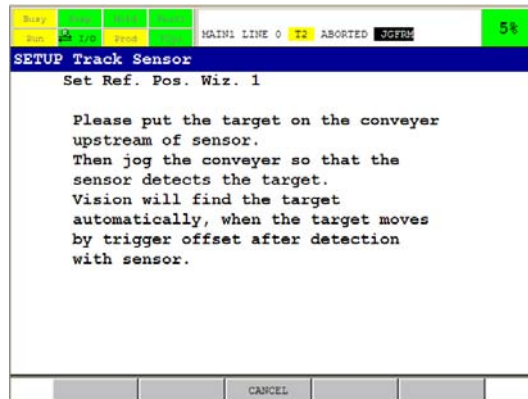 Busy
MAIN1 LINE 0 T2 ABORTED JGFRM 5%
Run I/O Prod
SETUP Track Sensor
Set Ref. Pos. Wiz. 1
Please put the target on the conveyer
upstream of sensor.
Then jog the conveyer so that the
sensor detects the target.
Vision will find the target
automatically, when the target moves
by trigger offset after detection
with sensor.
CANCEL